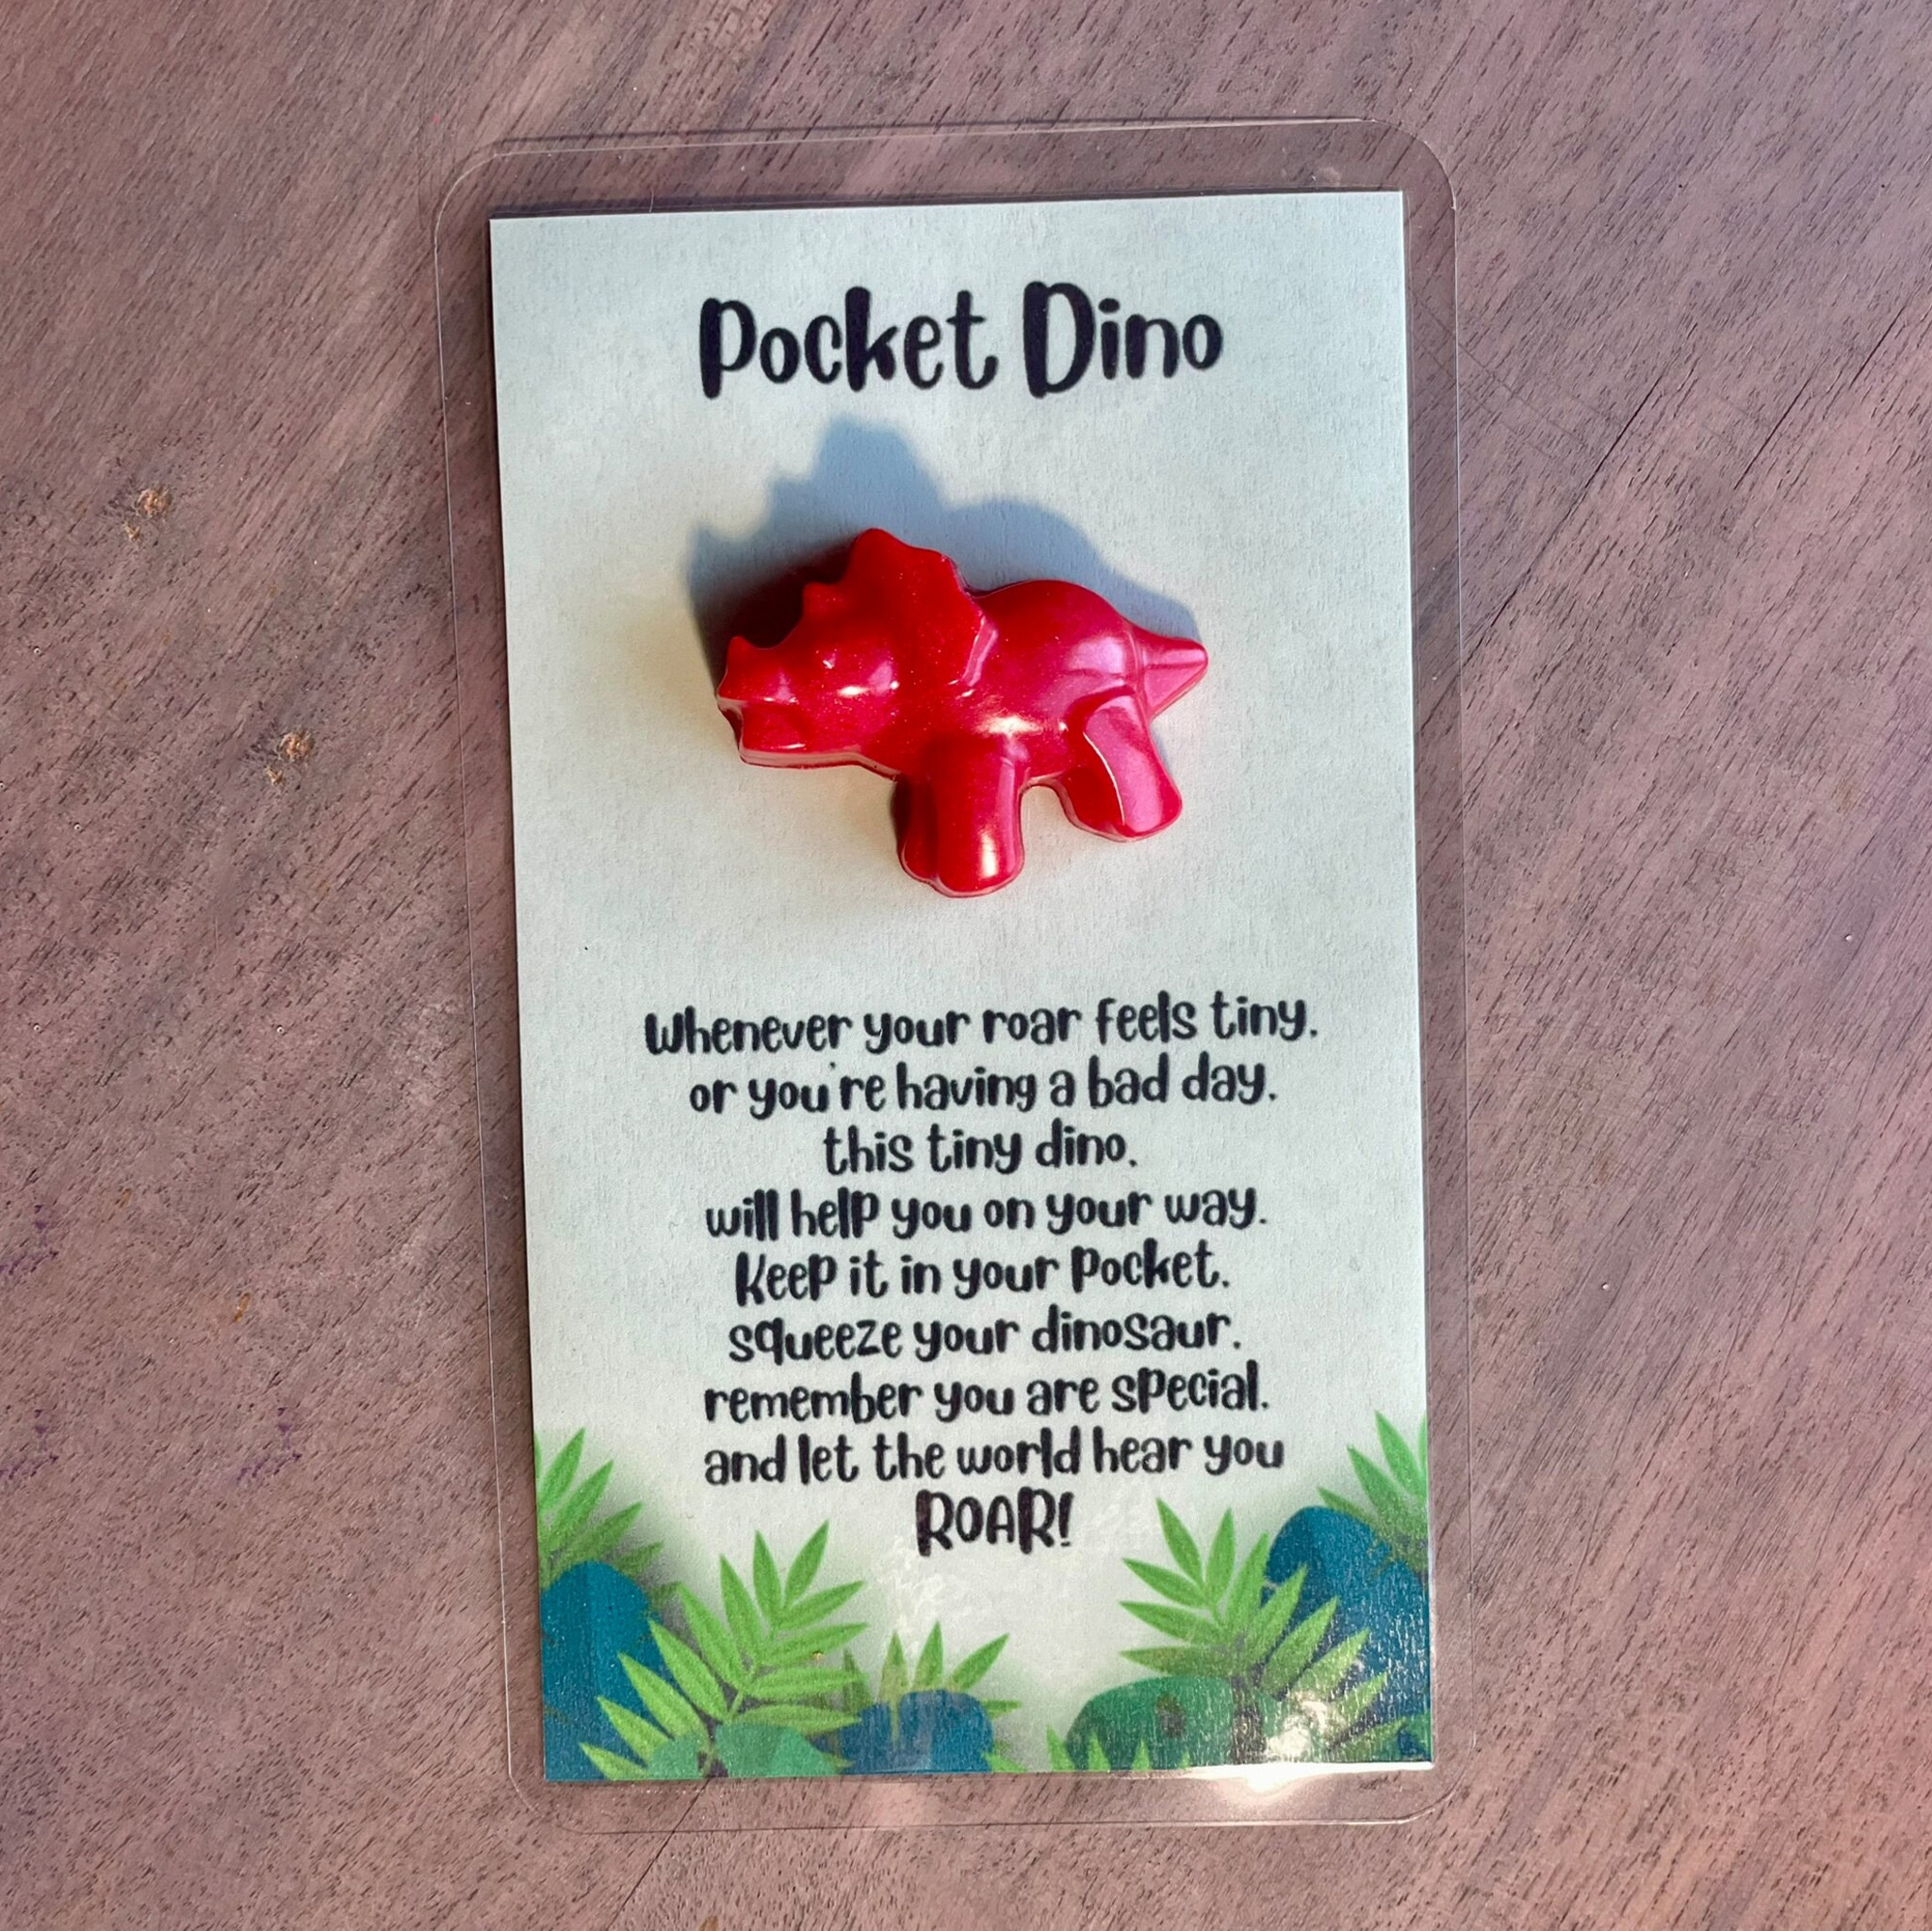 Pocket Dino
Whenever your roar feels tiny,
or you're having a bad day,
this tiny dino,
will help you on your way.
Keep it in your pocket,
squeeze your dinosaur,
remember you are special,
and let the world hear you
ROAR!